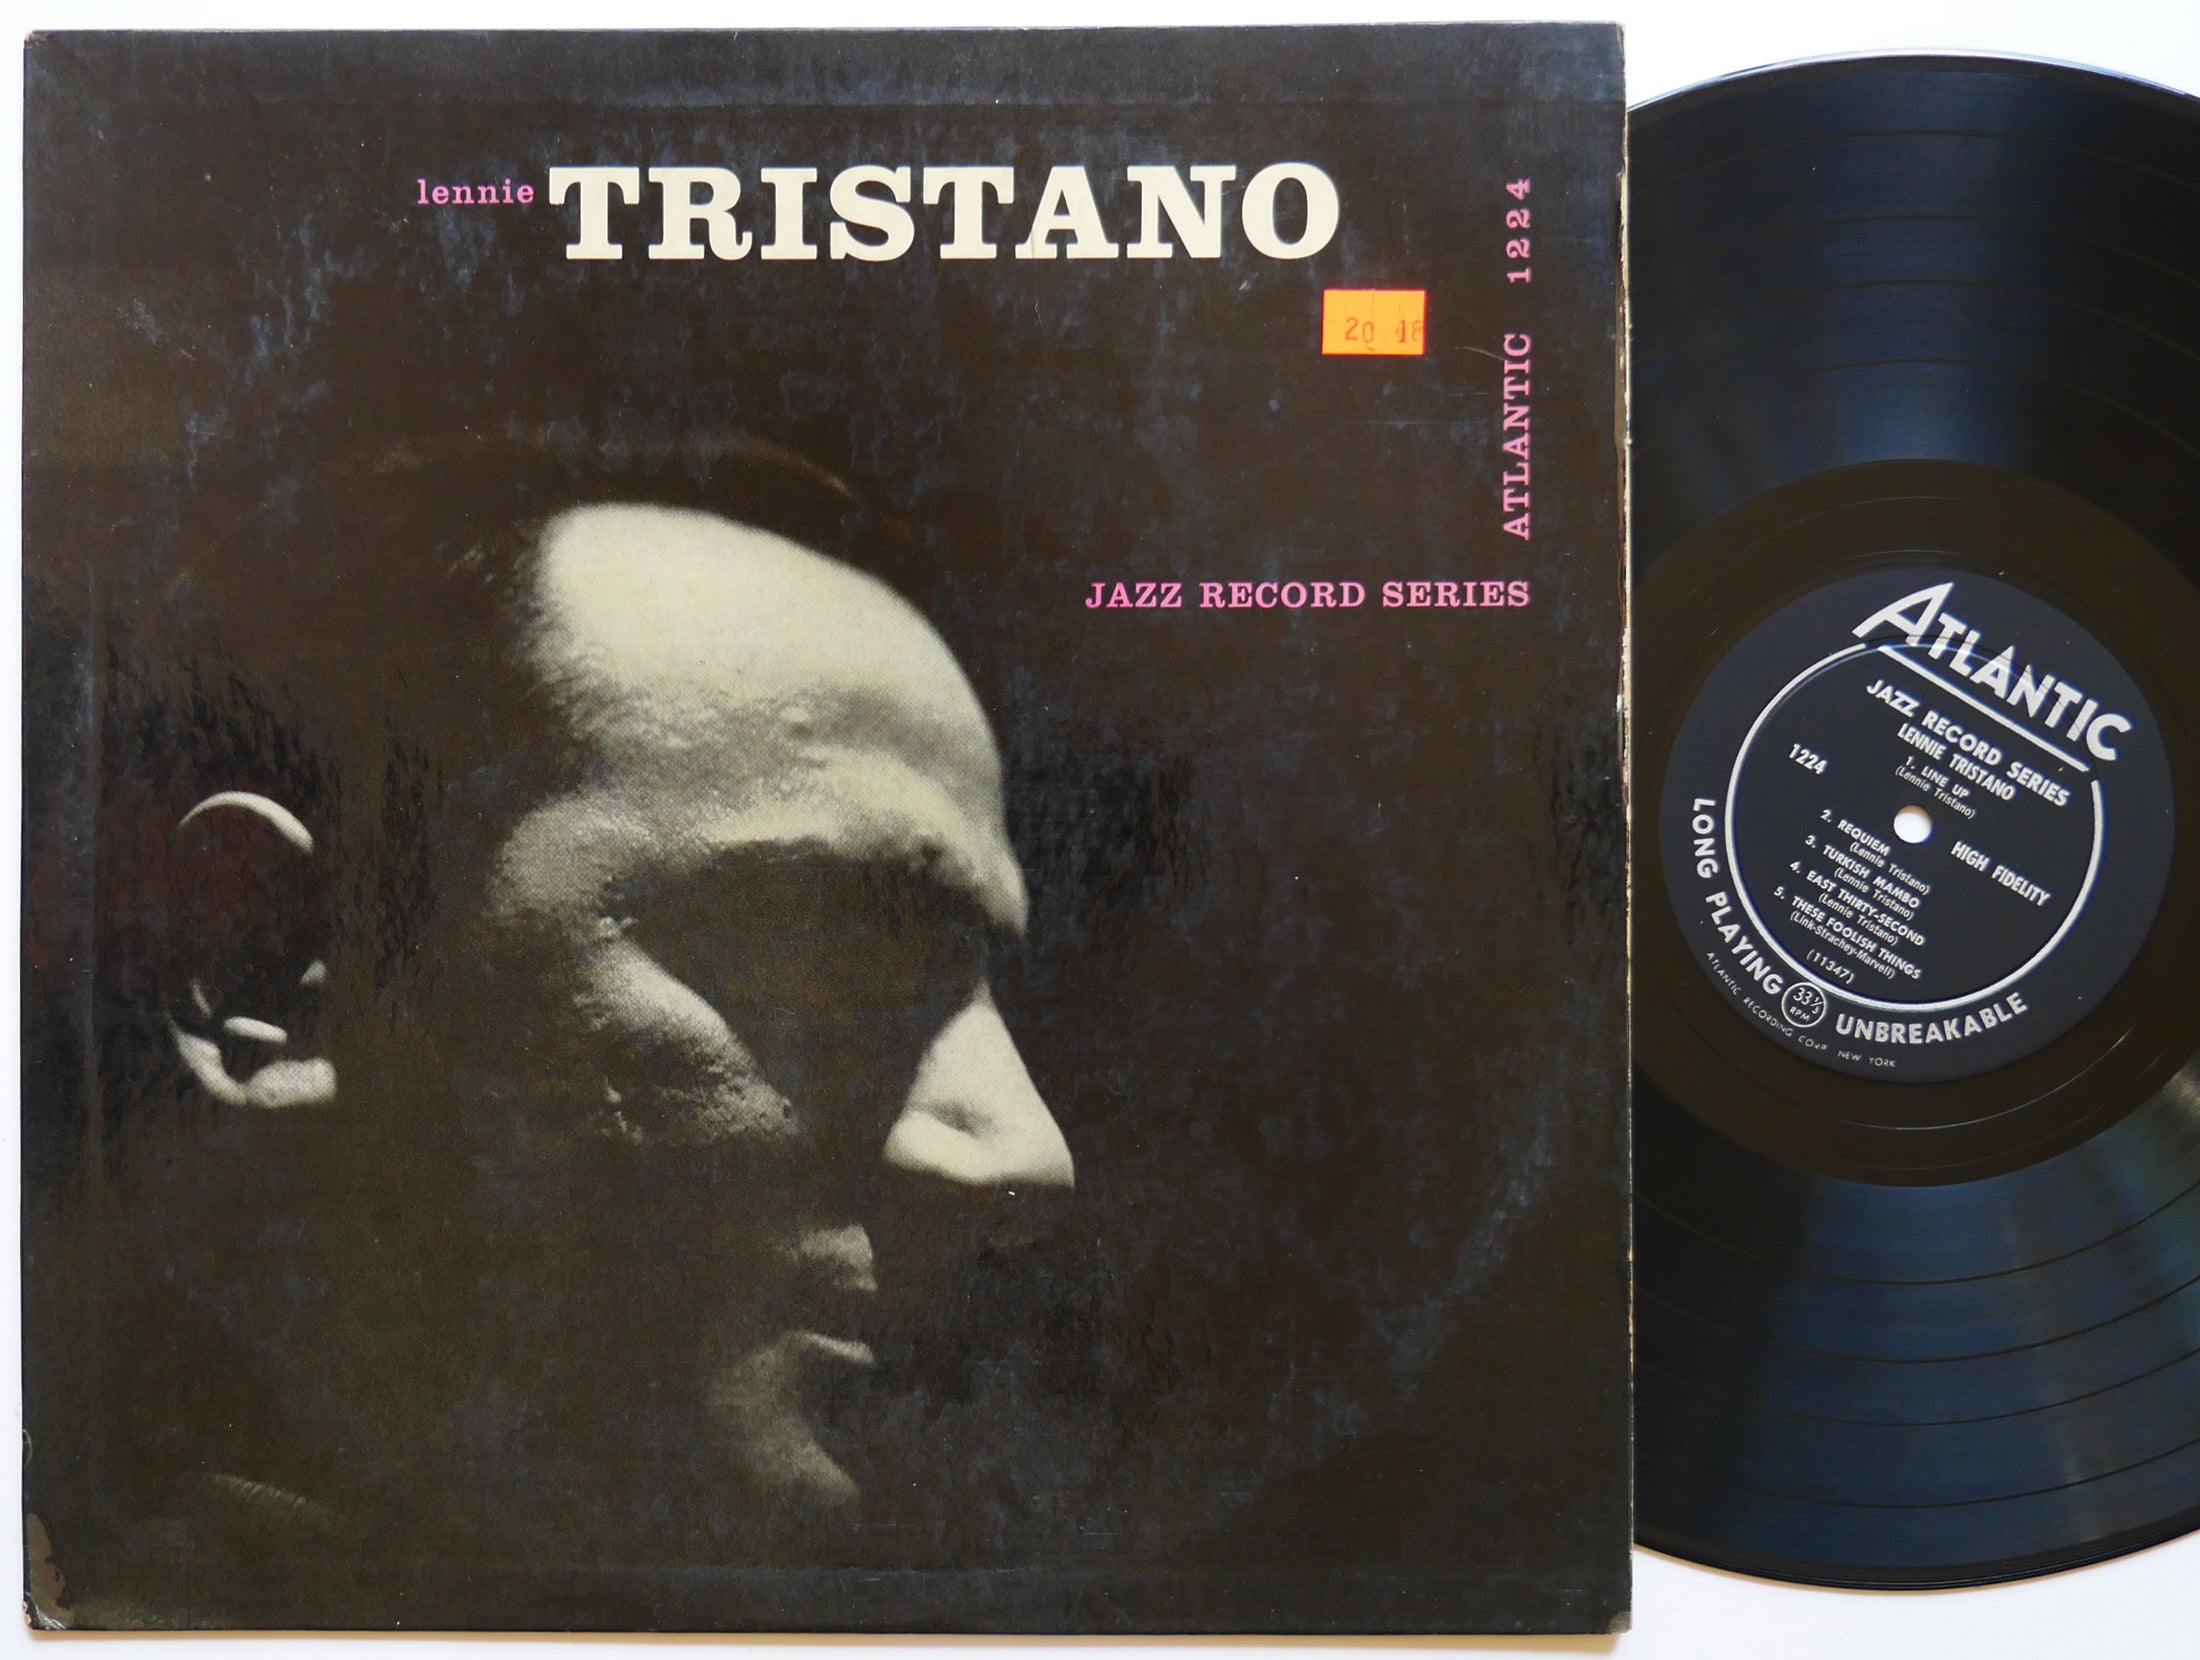 lennie TRISTANO
ATLANTIC 1224
20.18
JAZZ RECORD SERIES
ATLANTIC
JAZZ RECORD SERIES
LENNIE TRISTANO
1. LINE UP
(Lennie Tristano)
1224
2. REQUIEM
(Lennie Tristano)
3. TURKISH MAMBO
(Lennie Tristano)
4. EAST THIRTY-SECOND
(Lennie Tristano)
5. THESE FOOLISH THINGS
(Link-Strachey-Marvell)
(11347)
HIGH FIDELITY
LONG PLAYING 33⅓ RPM UNBREAKABLE
ATLANTIC RECORDING CORP. NEW YORK